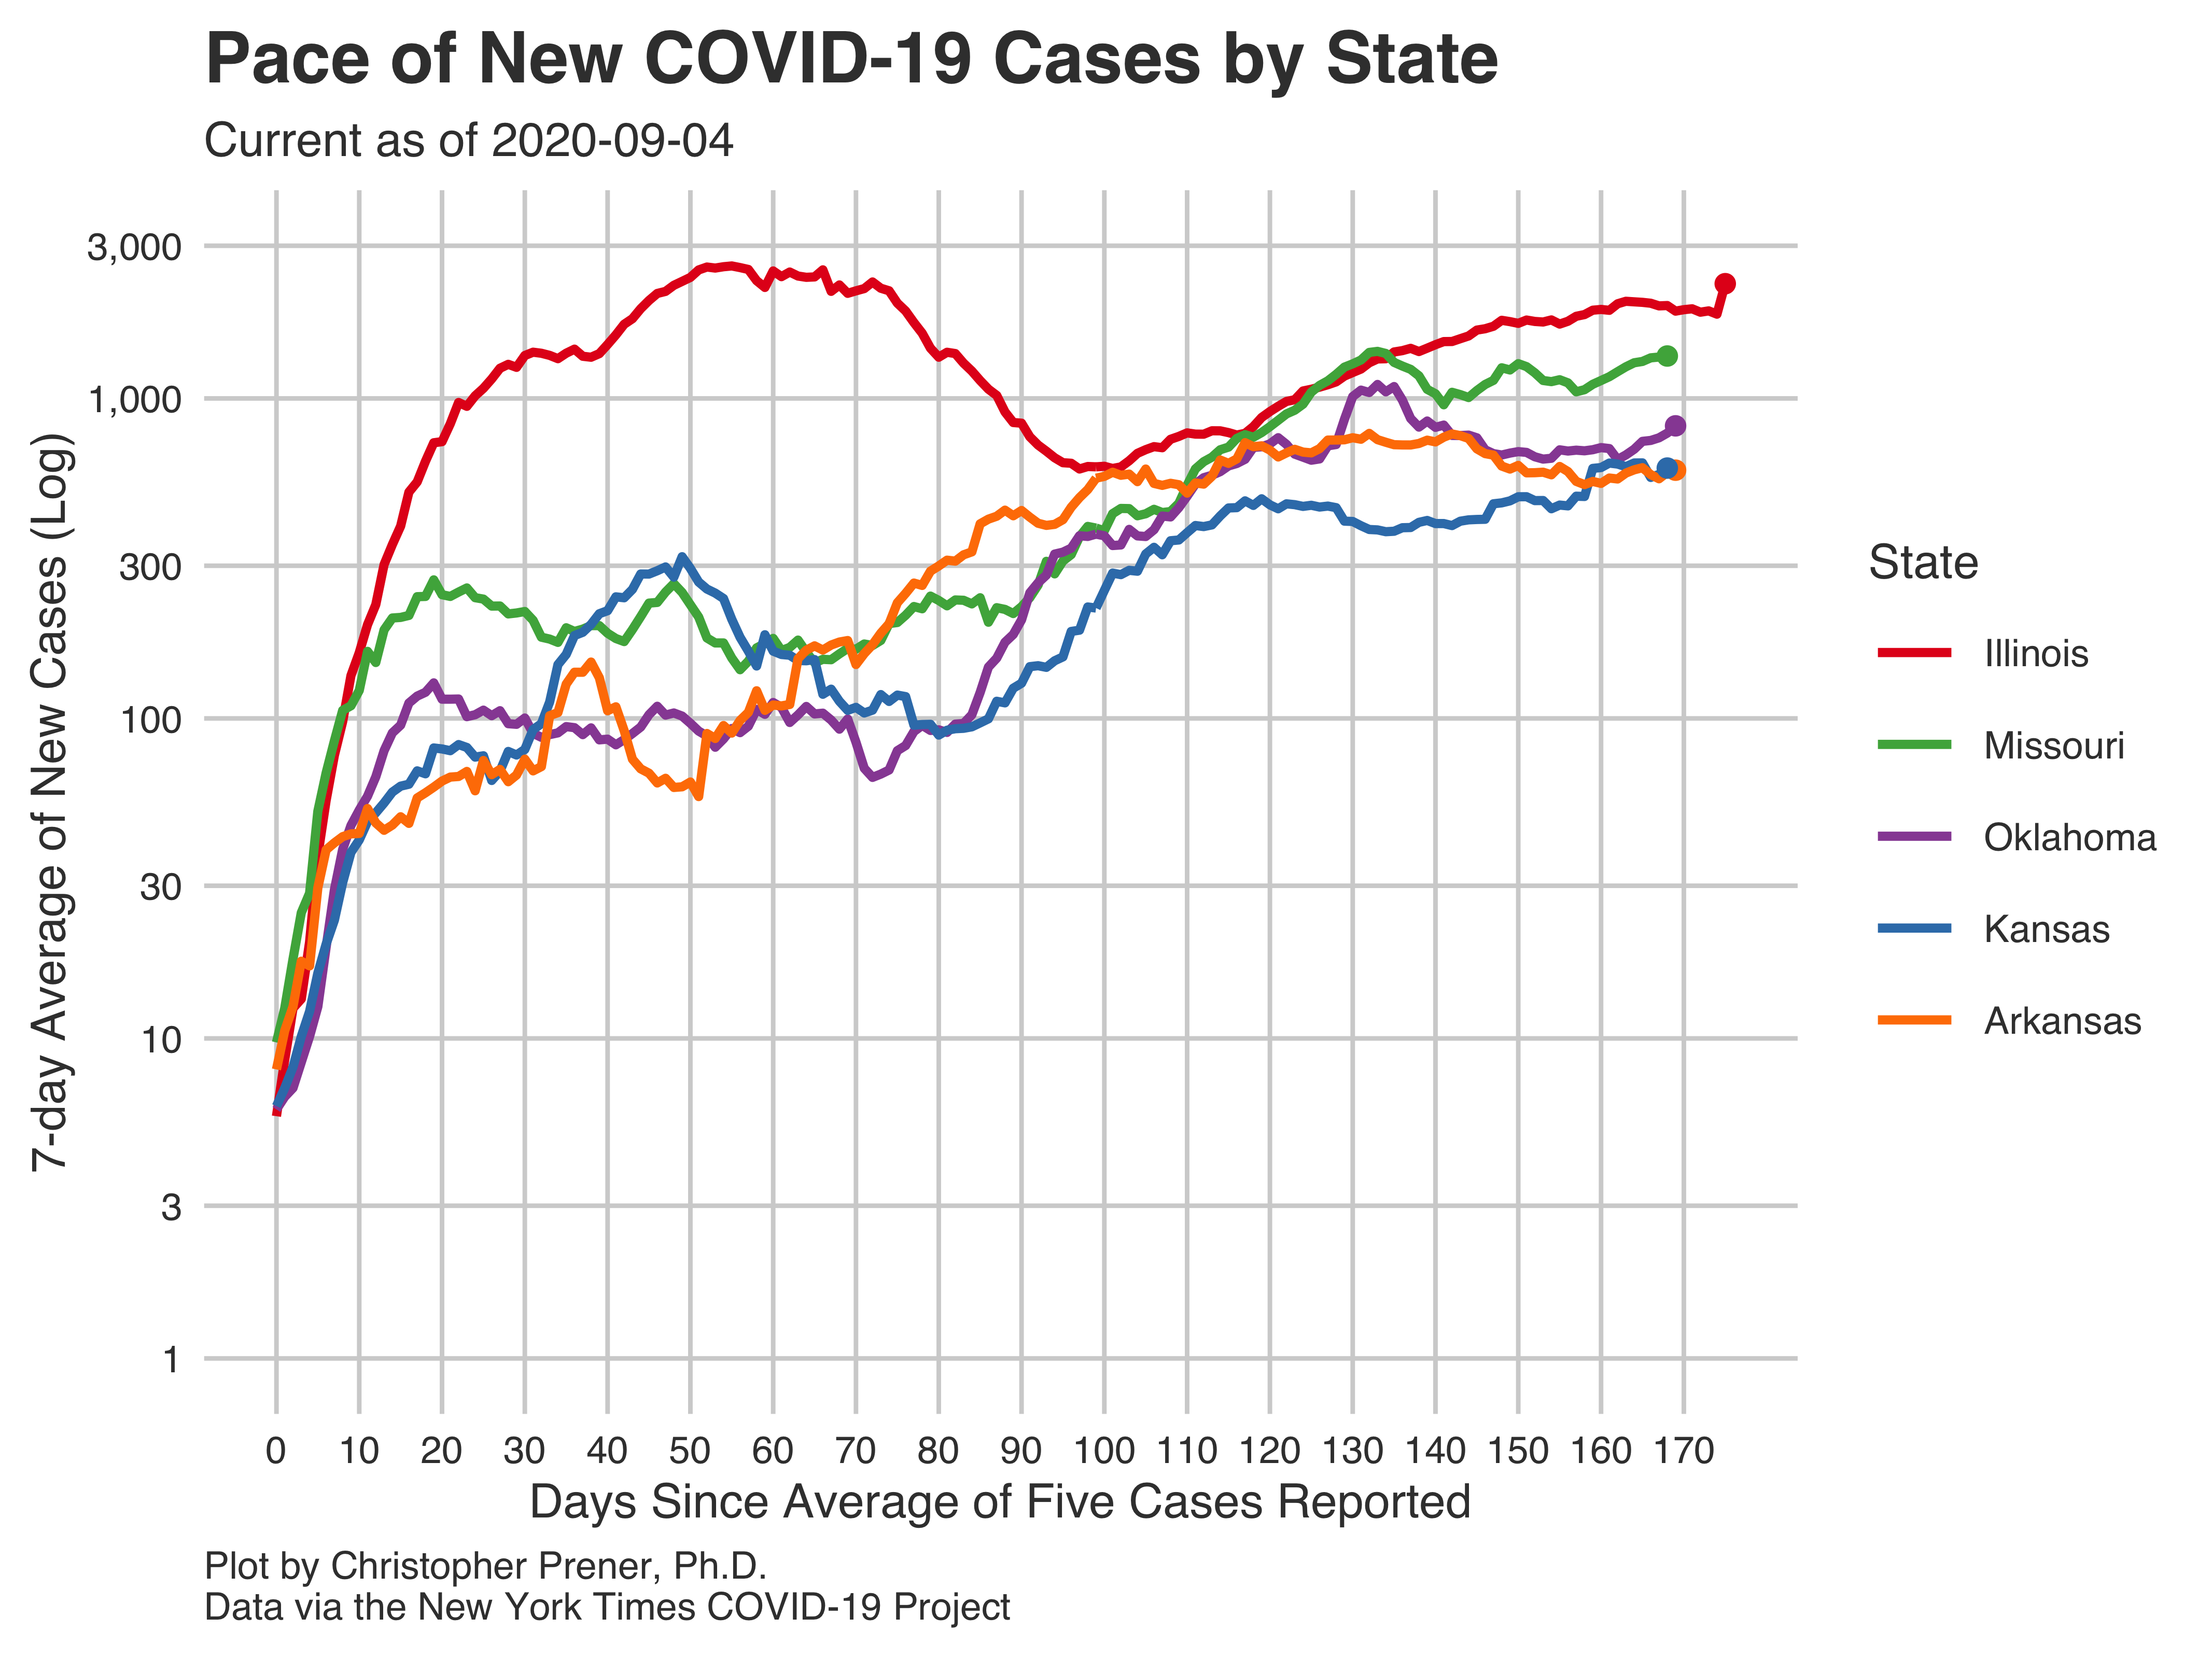 Pace of New COVID-19 Cases by State
Current as of 2020-09-04
7-day Average of New Cases (Log)
3,000
1,000
300
100
30
10
3
1
0 10 20 30 40 50 60 70 80 90 100 110 120 130 140 150 160 170
Days Since Average of Five Cases Reported
State
Illinois
Missouri
Oklahoma
Kansas
Arkansas
Plot by Christopher Prener, Ph.D.
Data via the New York Times COVID-19 Project